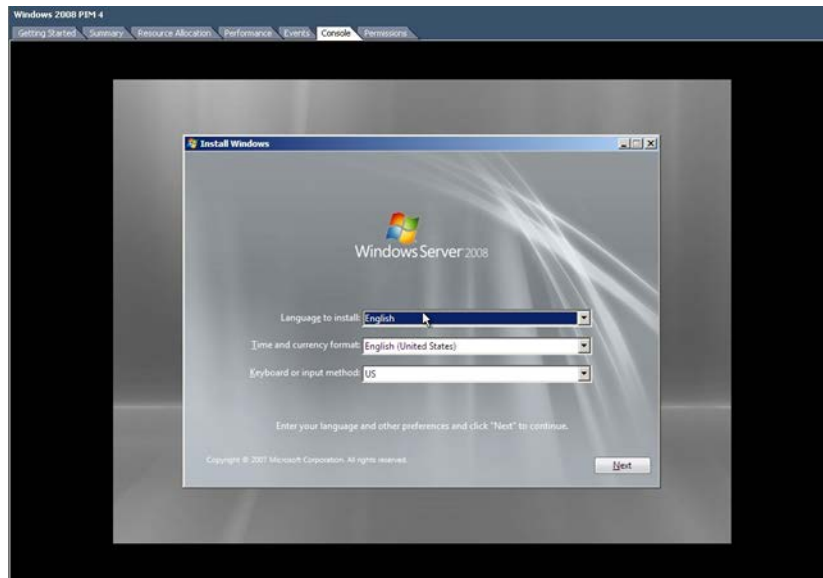 Windows 2008 PIM 4
Getting Started Summary Resource Allocation Performance Events Console Permissions
Install Windows
Windows Server 2008
Language to install: English
Time and currency format: English (United States)
Keyboard or input method: US
Enter your language and other preferences and click "Next" to continue.
Copyright © 2007 Microsoft Corporation. All rights reserved.
Next